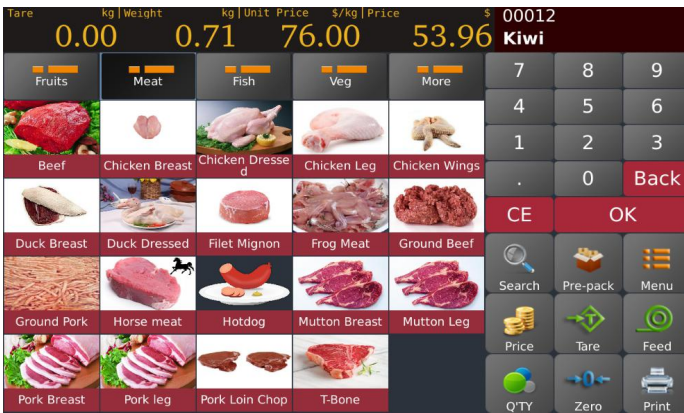 Tare kg|Weight kg|Unit Price $/kg|Price $
0.00 0.71 76.00 53.96
00012
Kiwi
Fruits Meat Fish Veg More
7 8 9
4 5 6
1 2 3
. 0 Back
CE OK
Beef Chicken Breast Chicken Dresse
d Chicken Leg Chicken Wings
Duck Breast Duck Dressed Filet Mignon Frog Meat Ground Beef
Ground Pork Horse meat Hotdog Mutton Breast Mutton Leg
Pork Breast Pork leg Pork Loin Chop T-Bone
Search Pre-pack Menu
Price Tare Feed
Q'TY Zero Print